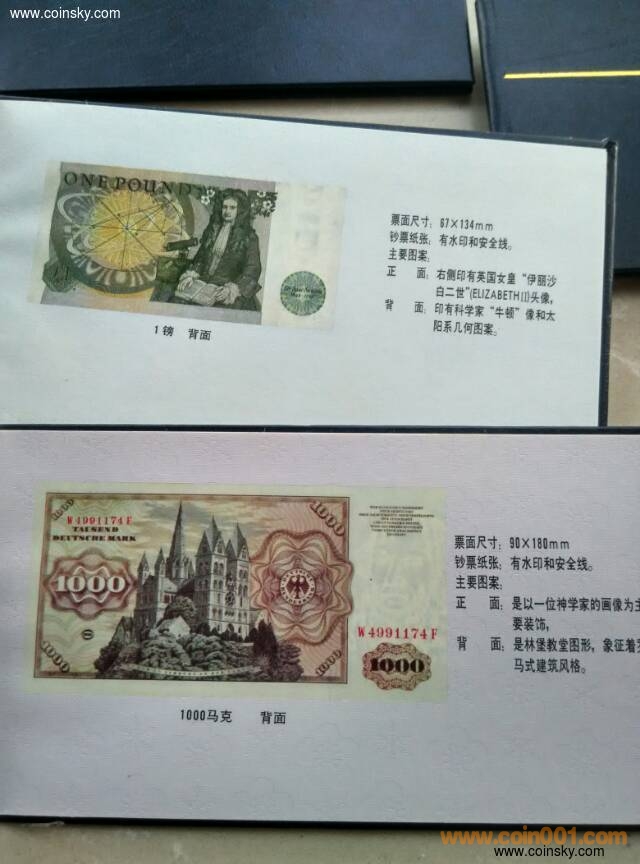 www.coinsky.com
ONE POUND
票面尺寸：67×134mm
钞票纸张：有水印和安全线。
主要图案：
正 面：右侧印有英国女皇“伊丽沙
白二世”(ELIZABETHII)头像，
背 面：印有科学家“牛顿”像和太
阳系几何图案。
1镑 背面
1000
1000
W4991174F
TAUSEND
DEUTSCHE MARK
1000
W4991174F
1000
1000
1000
票面尺寸：90×180mm
钞票纸张：有水印和安全线。
主要图案：
正 面：是以一位神学家的画像为主
要装饰，
背 面：是林堡教堂图形，象征着
马式建筑风格。
1000马克 背面
www.coin001.com
www.coinsky.com